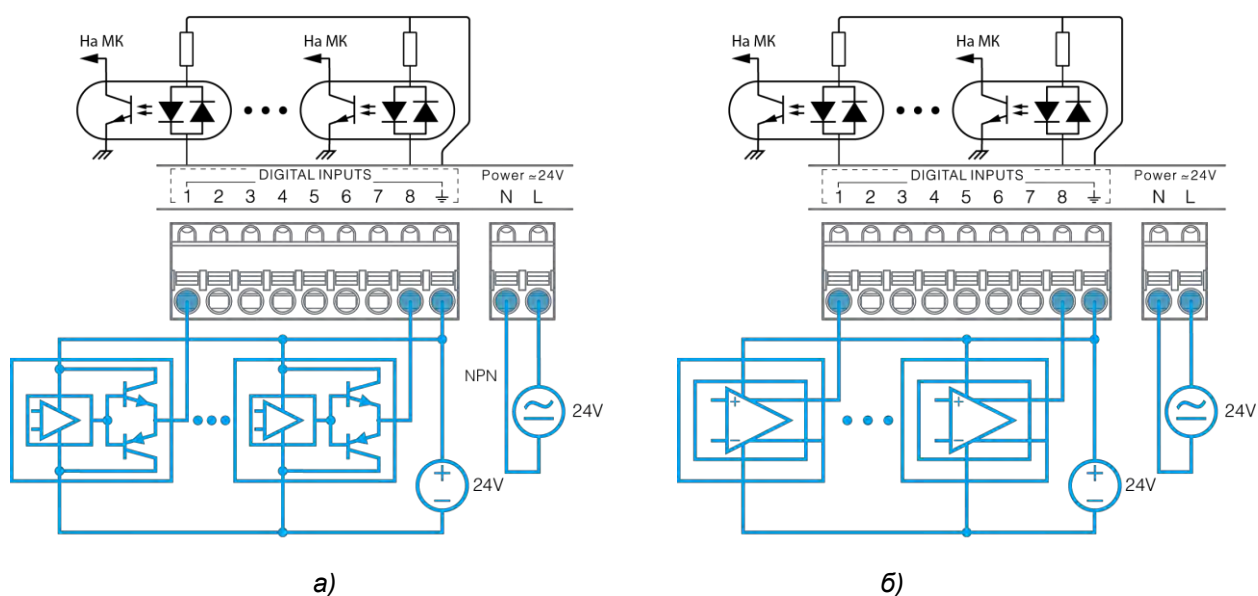 На МК На МК
DIGITAL INPUTS Power ≃24V
1 2 3 4 5 6 7 8 ⏚ N L
NPN
24V
24V
+
−
а)
На МК На МК
DIGITAL INPUTS Power ≃24V
1 2 3 4 5 6 7 8 ⏚ N L
+ +
− −
24V
24V
+
−
б)